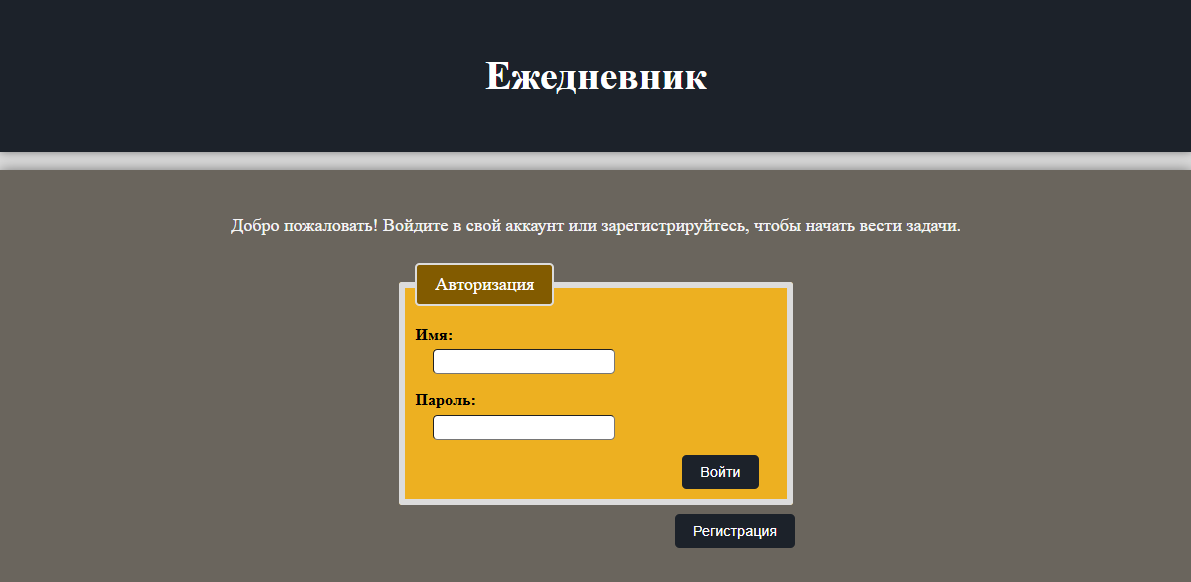 Ежедневник
Добро пожаловать! Войдите в свой аккаунт или зарегистрируйтесь, чтобы начать вести задачи.
Авторизация
Имя:
Пароль:
Войти
Регистрация